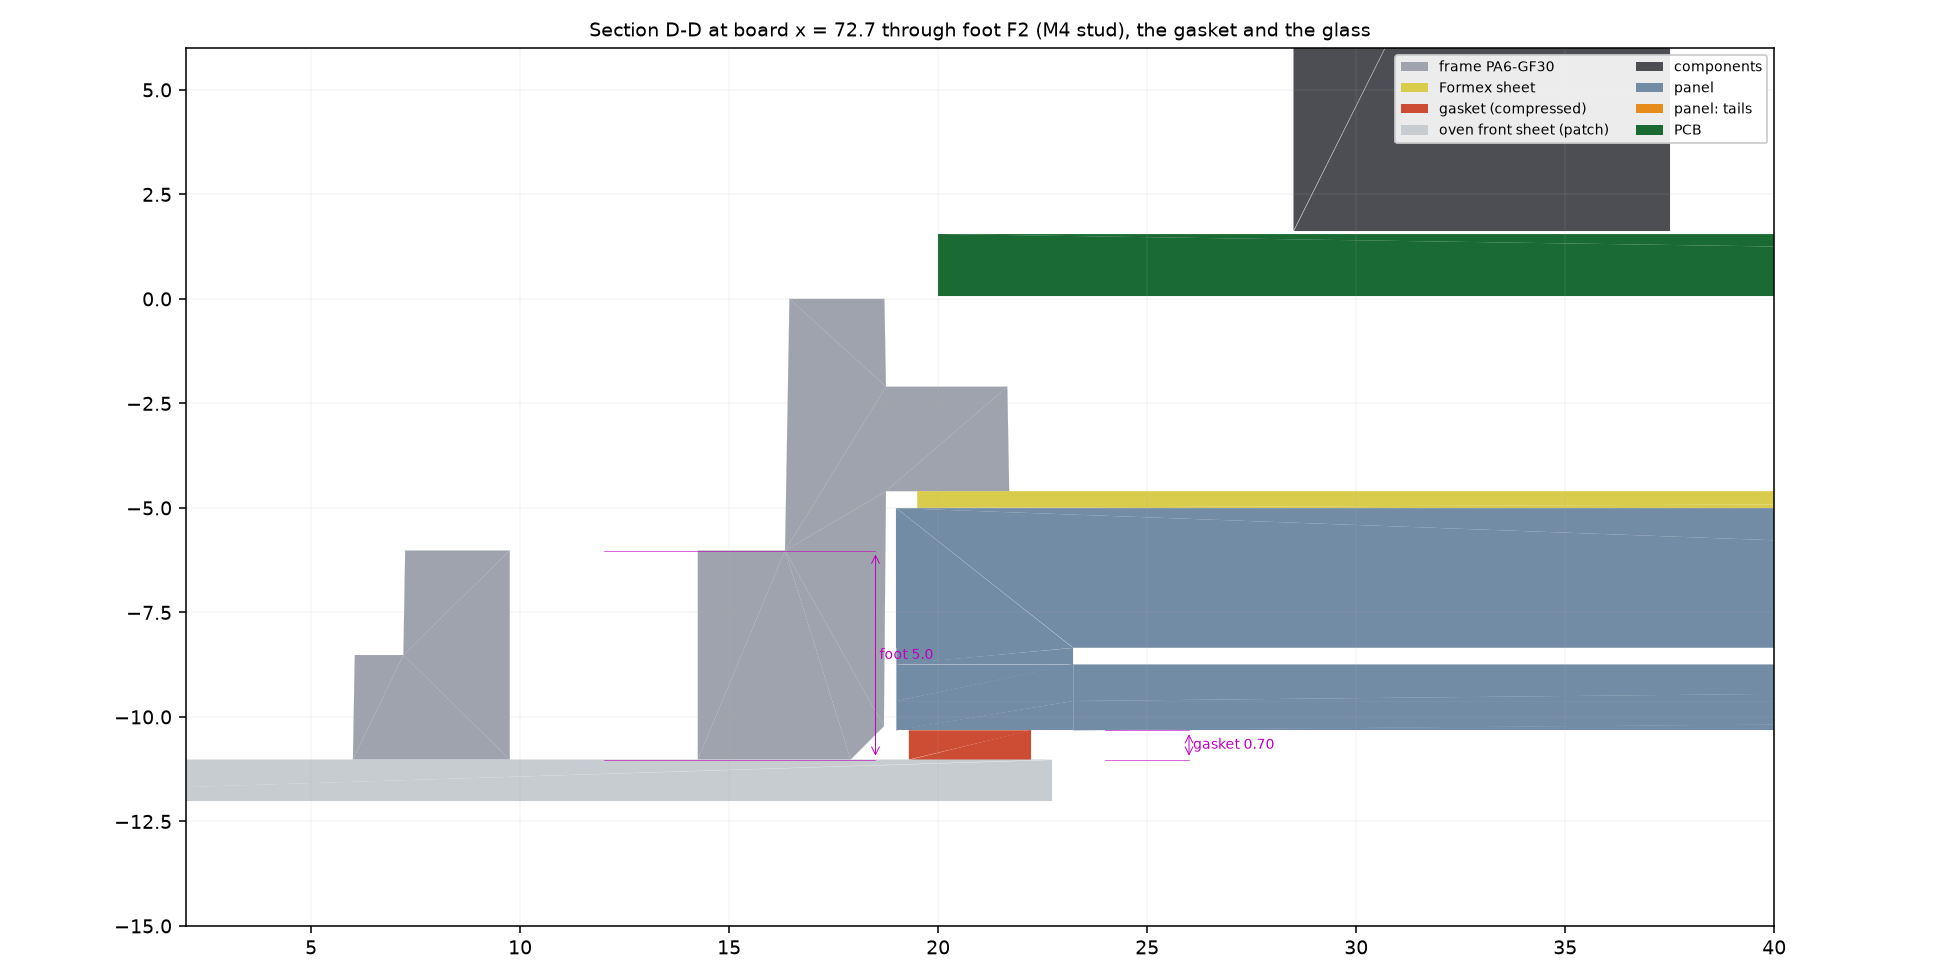 Section D-D at board x = 72.7 through foot F2 (M4 stud), the gasket and the glass
frame PA6-GF30
Formex sheet
gasket (compressed)
oven front sheet (patch)
components
panel
panel: tails
PCB
5.0
2.5
0.0
−2.5
−5.0
−7.5
−10.0
−12.5
−15.0
foot 5.0
gasket 0.70
5 10 15 20 25 30 35 40